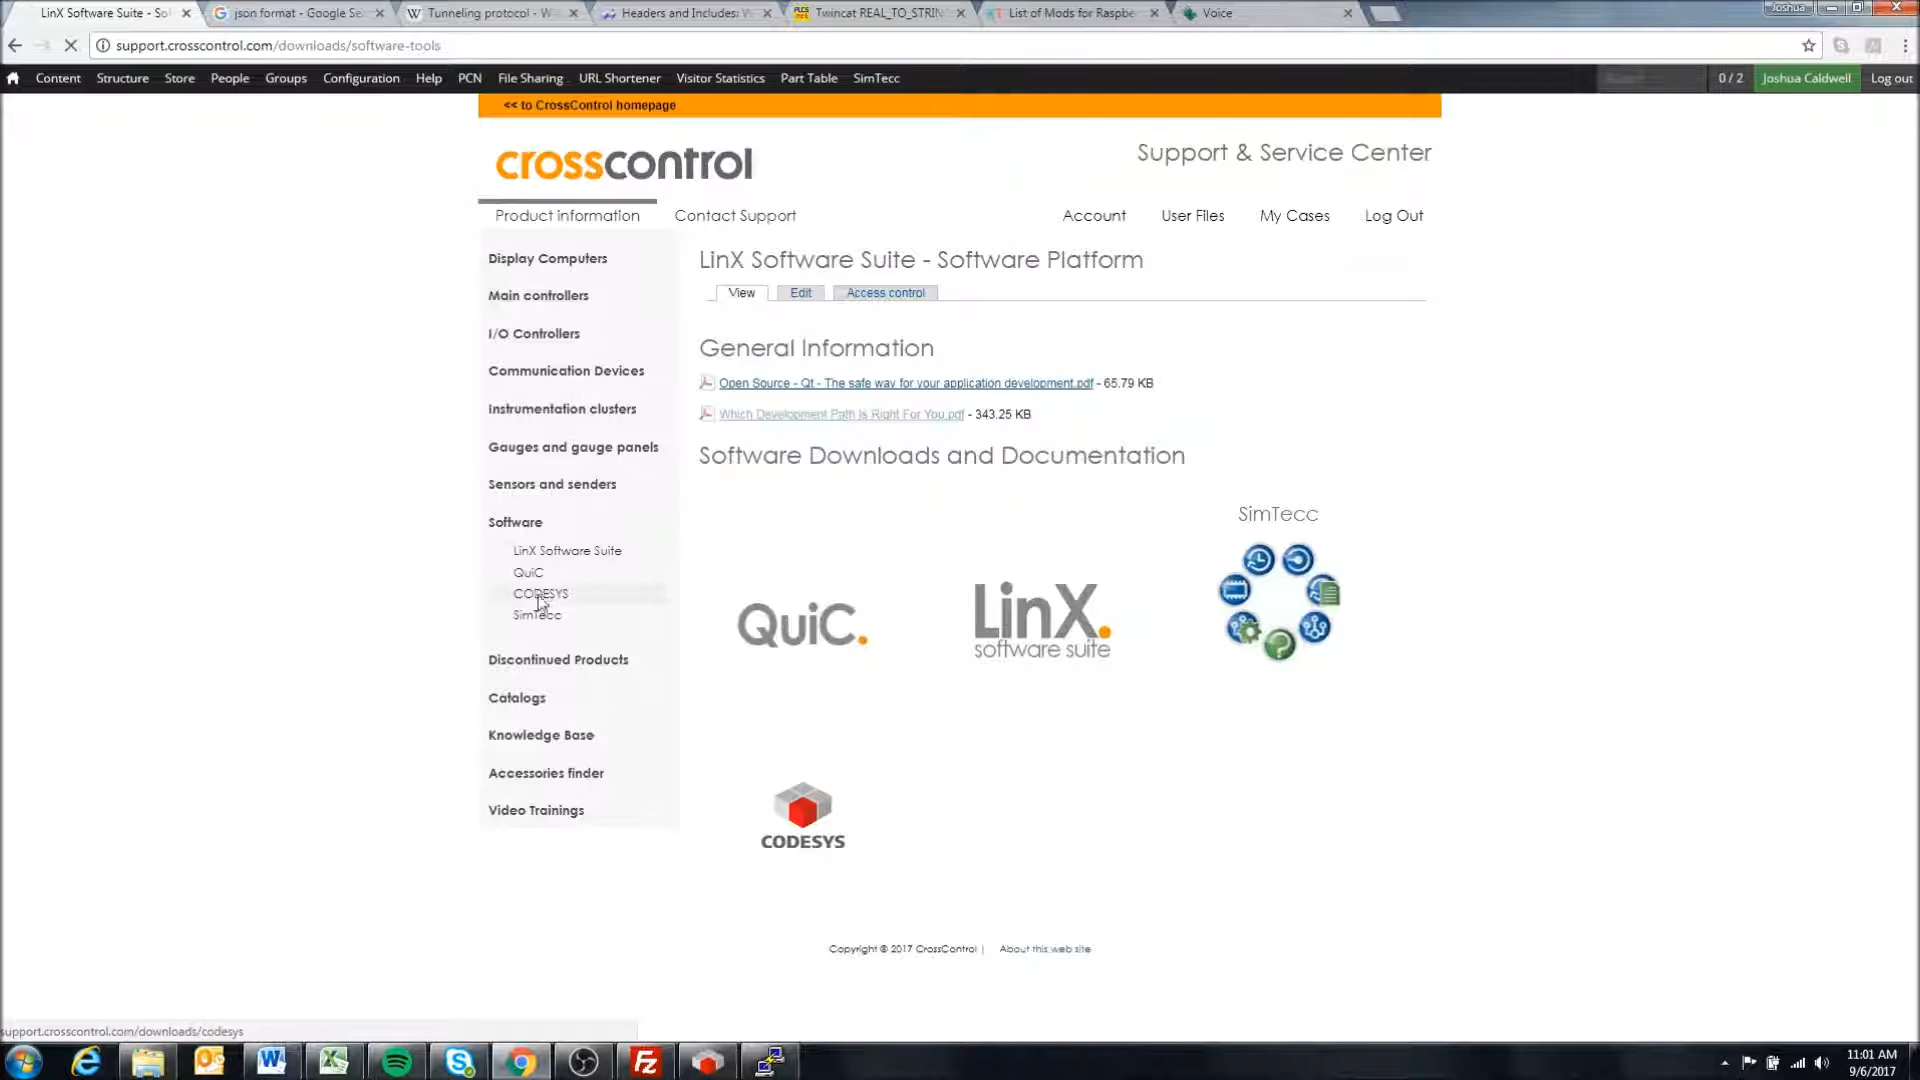 LinX Software Suite - So
json format - Google Se
Tunneling protocol - W
Headers and Includes: W
Twincat REAL_TO_STRIN
List of Mods for Raspbe
Voice
Joshua
support.crosscontrol.com/downloads/software-tools
Content
Structure
Store
People
Groups
Configuration
Help
PCN
File Sharing
URL Shortener
Visitor Statistics
Part Table
SimTecc
0 / 2
Joshua Caldwell
Log out
<< to CrossControl homepage
crosscontrol
Support & Service Center
Product information
Contact Support
Account
User Files
My Cases
Log Out
Display Computers
Main controllers
I/O Controllers
Communication Devices
Instrumentation clusters
Gauges and gauge panels
Sensors and senders
Software
LinX Software Suite
QuiC
CODESYS
SimTecc
Discontinued Products
Catalogs
Knowledge Base
Accessories finder
Video Trainings
LinX Software Suite - Software Platform
View
Edit
Access control
General Information
Open Source - Qt - The safe way for your application development.pdf - 65.79 KB
Which Development Path Is Right For You.pdf - 343.25 KB
Software Downloads and Documentation
SimTecc
QuiC.
LinX.
software suite
CODESYS
Copyright © 2017 CrossControl |
About this web site
support.crosscontrol.com/downloads/codesys
11:01 AM
9/6/2017